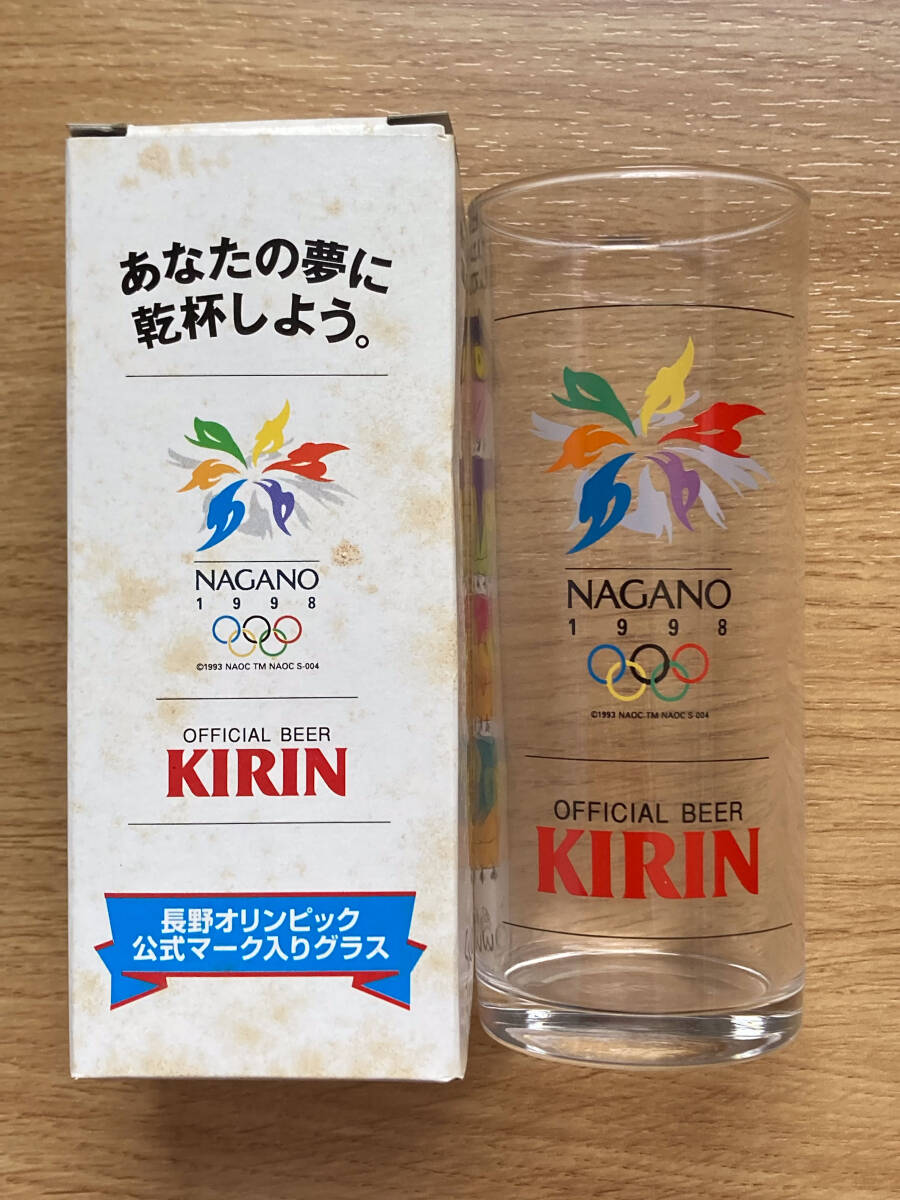 あなたの夢に
乾杯しよう。
NAGANO
1998
©1993 NAOC TM NAOC S-004
OFFICIAL BEER
KIRIN
長野オリンピック
公式マーク入りグラス
NAGANO
1998
©1993 NAOC TM NAOC S-004
OFFICIAL BEER
KIRIN